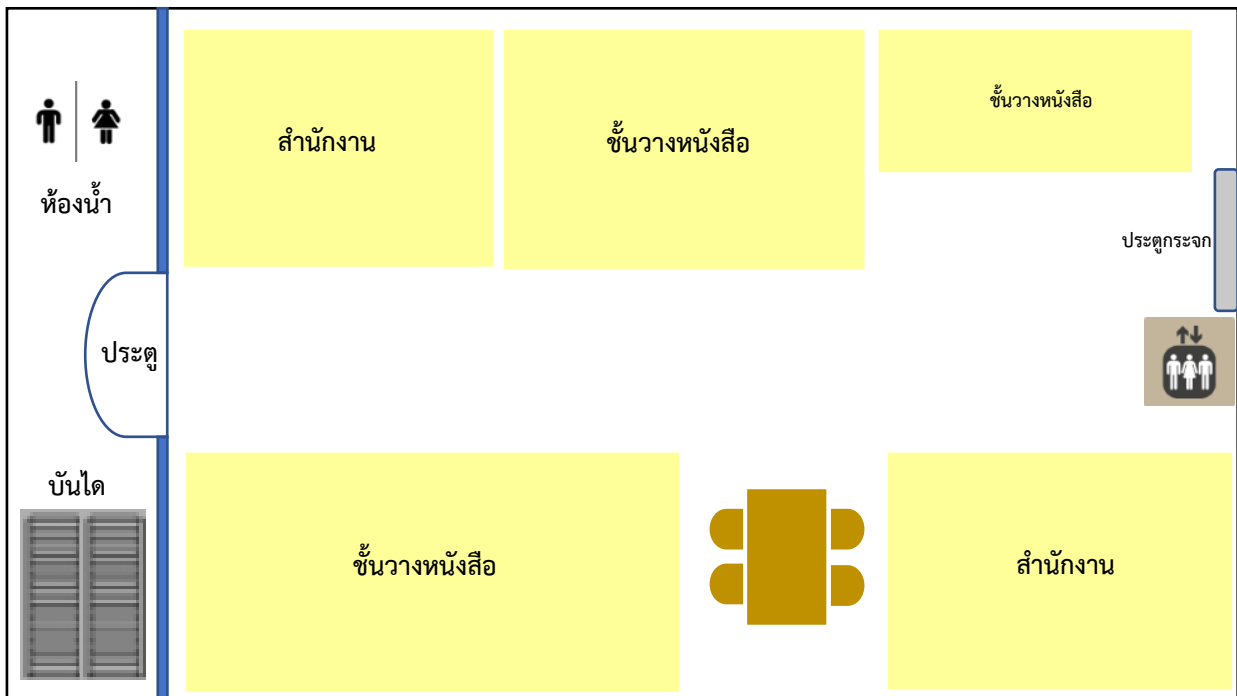 ชั้นวางหนังสือ
สำนักงาน
ชั้นวางหนังสือ
ห้องน้ำ
ประตูกระจก
ประตู
บันได
ชั้นวางหนังสือ
สำนักงาน